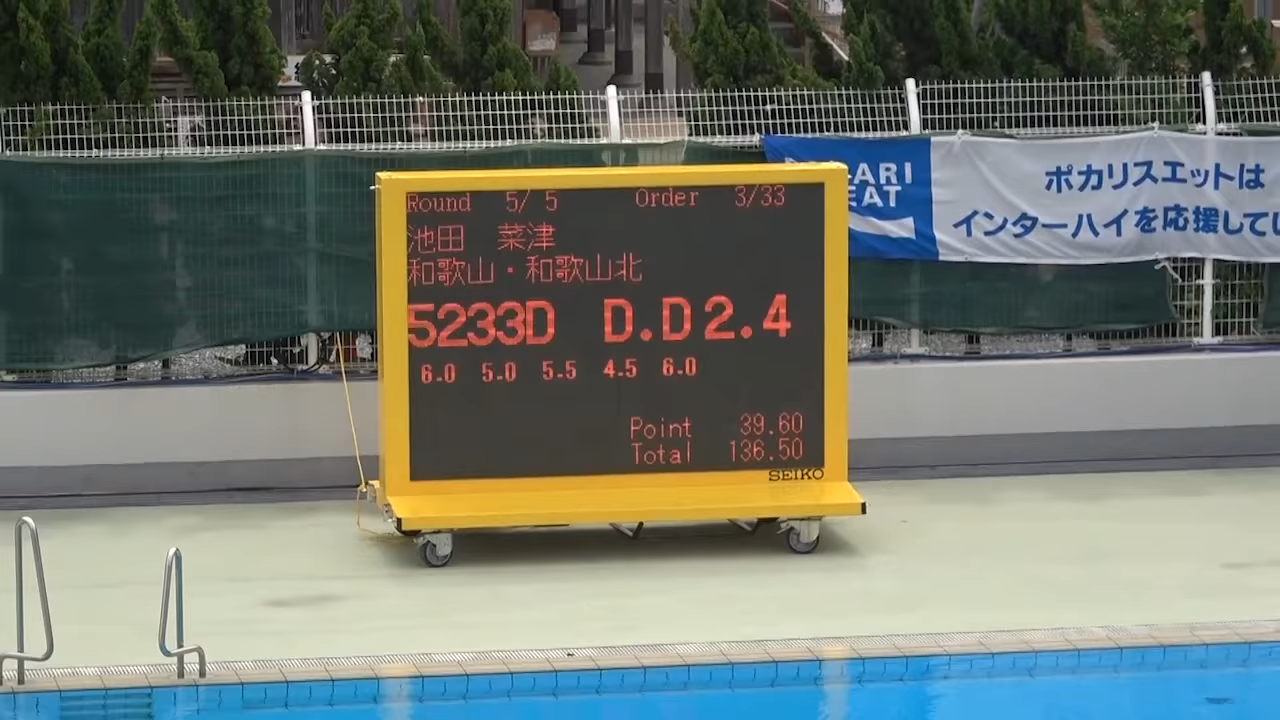 Round 5/ 5 Order 3/33
池田 菜津
和歌山・和歌山北
5233D D.D 2.4
6.0 5.0 5.5 4.5 6.0
Point 39.60
Total 136.50
SEIKO
ARI
EAT
ポカリスエットは
インターハイを応援してい